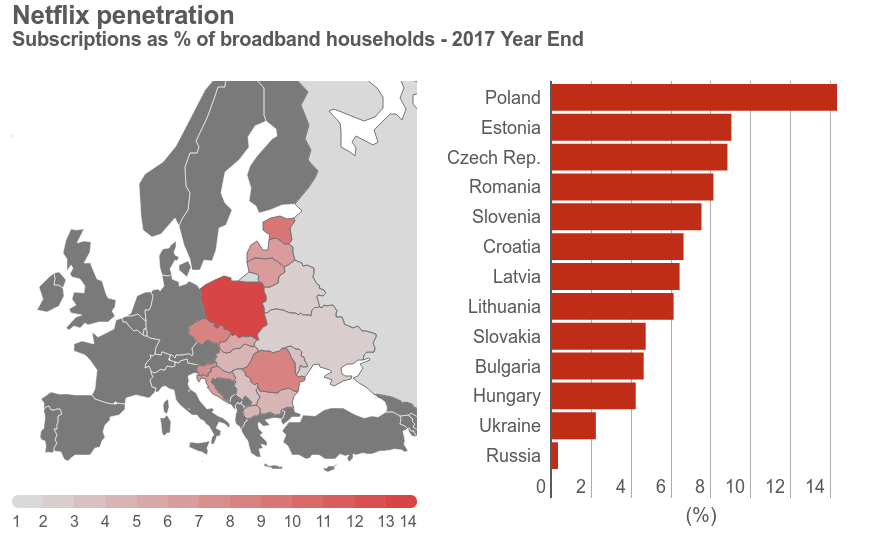 Netflix penetration
Subscriptions as % of broadband households - 2017 Year End
Poland
Estonia
Czech Rep.
Romania
Slovenia
Croatia
Latvia
Lithuania
Slovakia
Bulgaria
Hungary
Ukraine
Russia
0 2 4 6 8 10 12 14
(%)
1 2 3 4 5 6 7 8 9 10 11 12 13 14